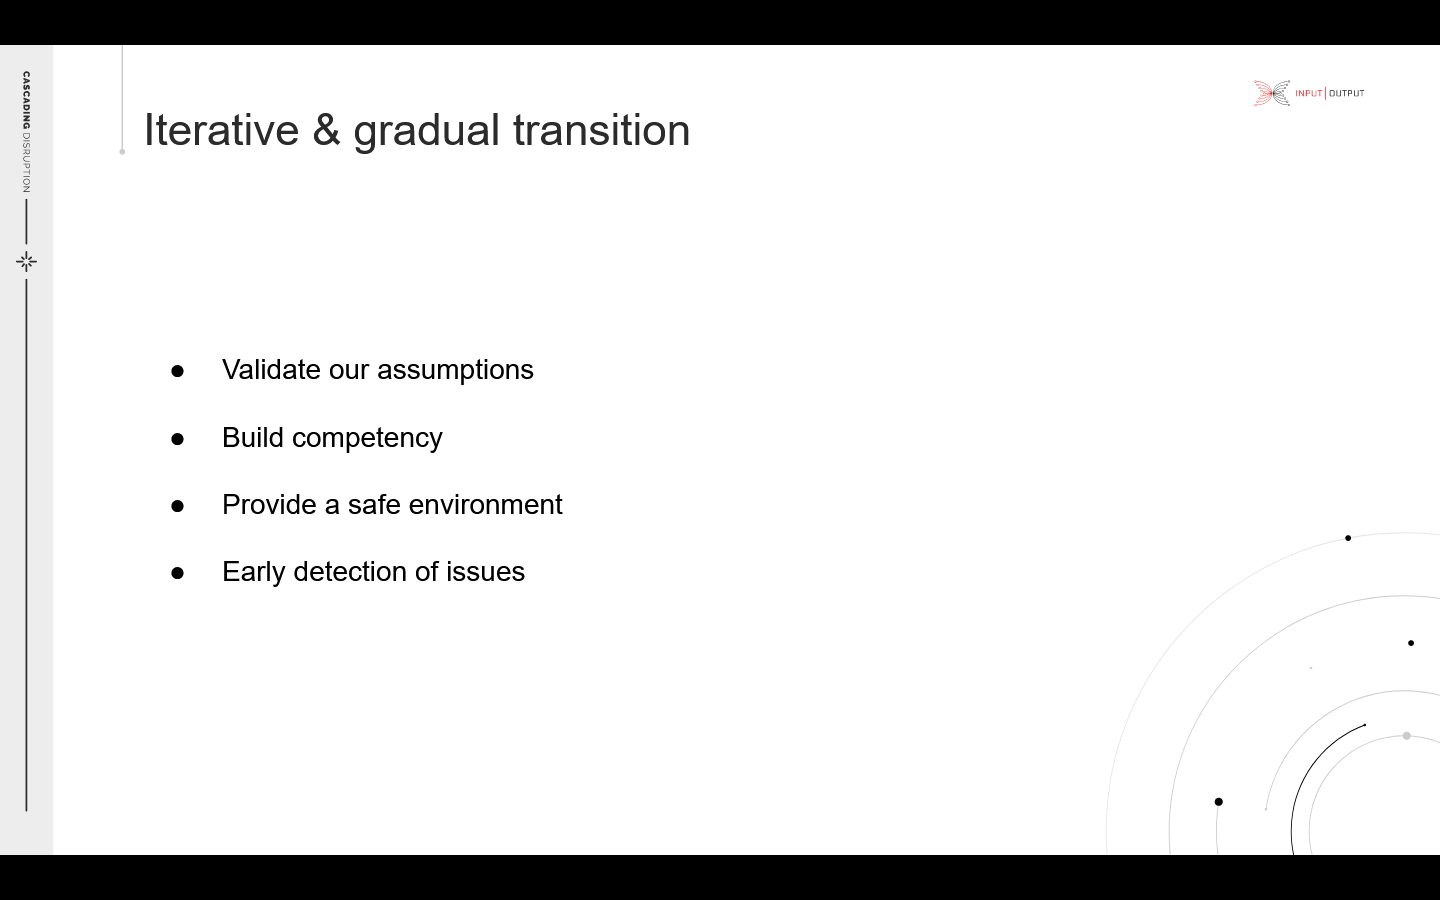 CASCADING DISRUPTION
INPUT | OUTPUT
Iterative & gradual transition
● Validate our assumptions
● Build competency
● Provide a safe environment
● Early detection of issues